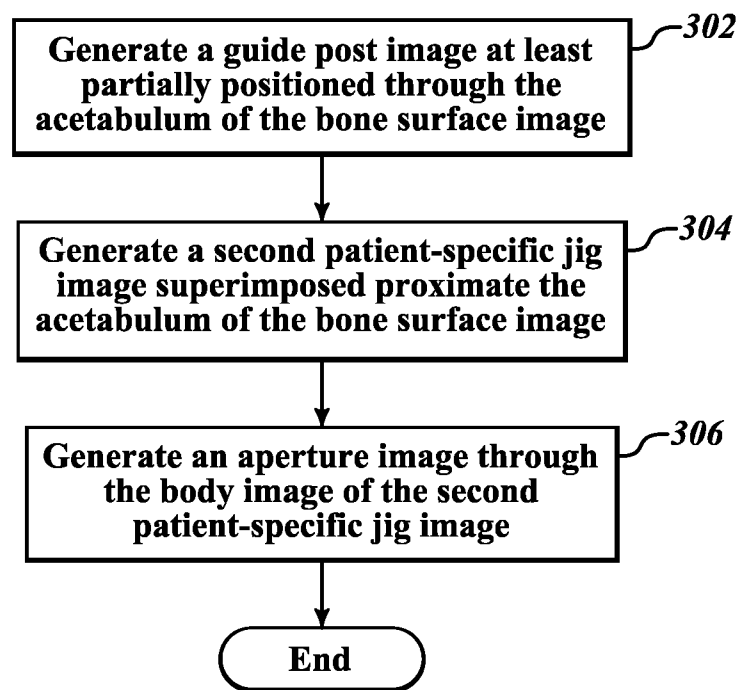 302
Generate a guide post image at least
partially positioned through the
acetabulum of the bone surface image
304
Generate a second patient-specific jig
image superimposed proximate the
acetabulum of the bone surface image
306
Generate an aperture image through
the body image of the second
patient-specific jig image
End